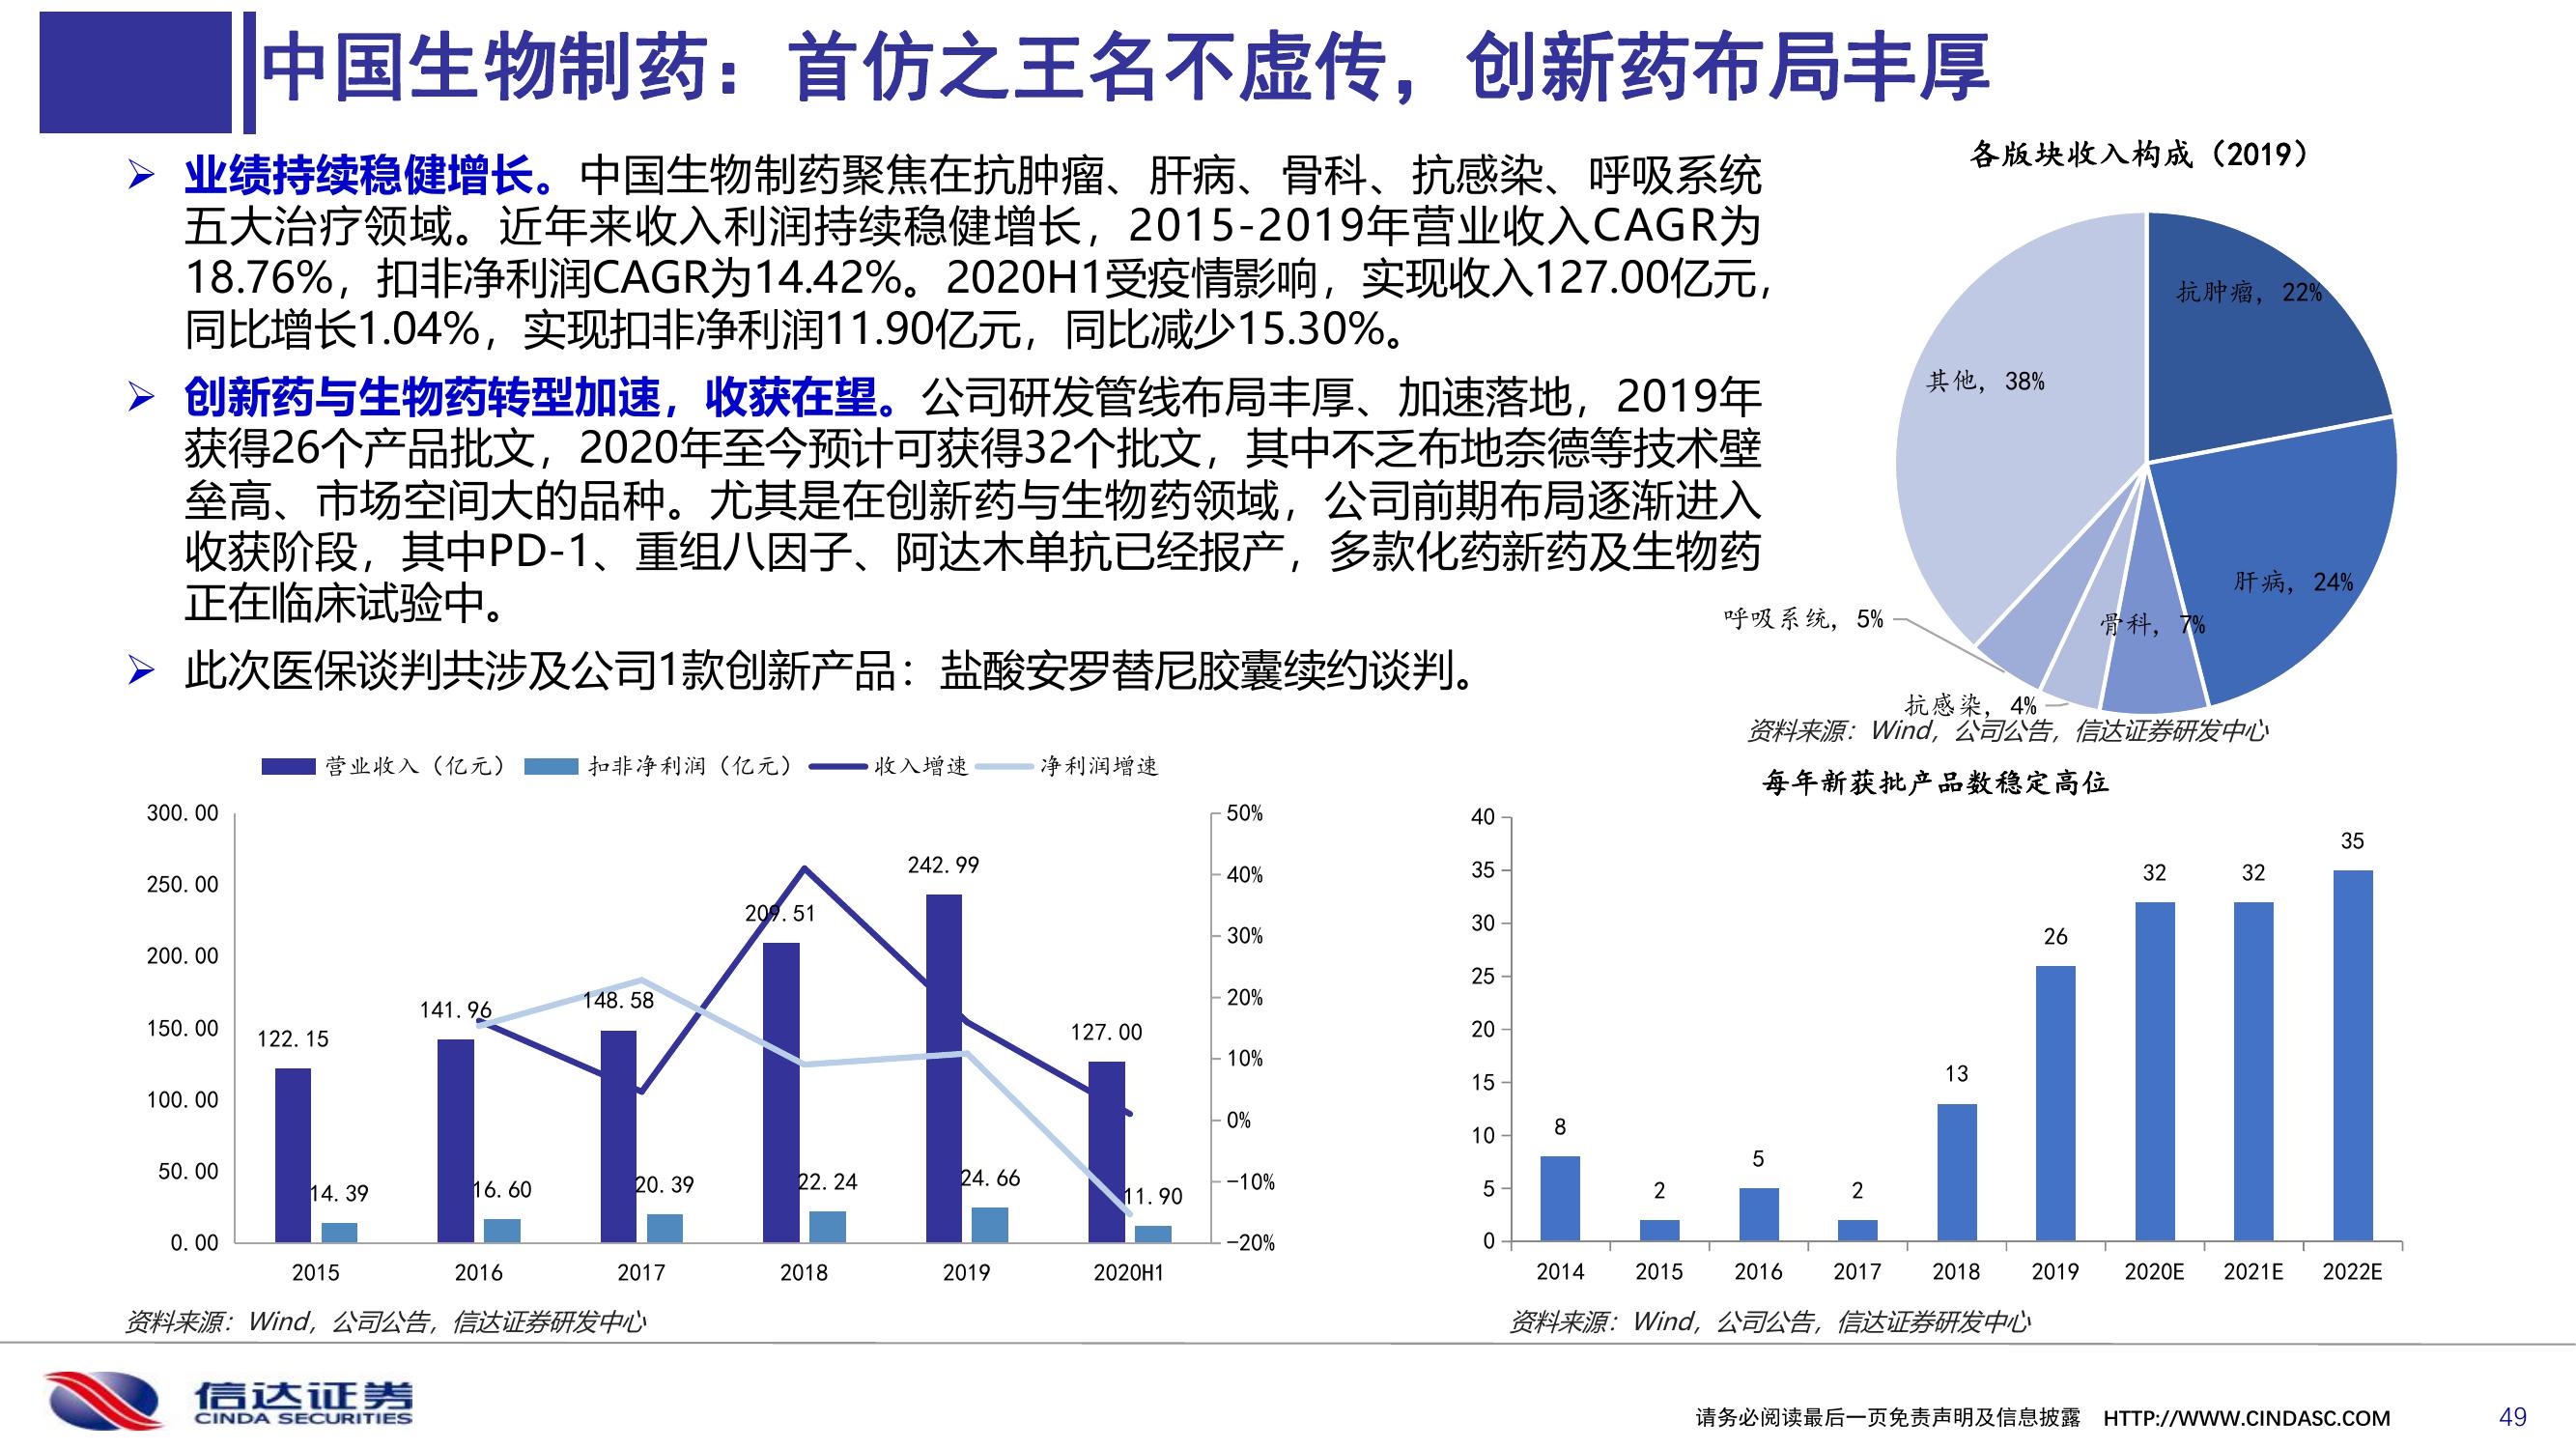 中国生物制药：首仿之王名不虚传，创新药布局丰厚
业绩持续稳健增长。中国生物制药聚焦在抗肿瘤、肝病、骨科、抗感染、呼吸系统
五大治疗领域。近年来收入利润持续稳健增长，2015-2019年营业收入CAGR为
18.76%，扣非净利润CAGR为14.42%。2020H1受疫情影响，实现收入127.00亿元，
同比增长1.04%，实现扣非净利润11.90亿元，同比减少15.30%。
创新药与生物药转型加速，收获在望。公司研发管线布局丰厚、加速落地，2019年
获得26个产品批文，2020年至今预计可获得32个批文，其中不乏布地奈德等技术壁
垒高、市场空间大的品种。尤其是在创新药与生物药领域，公司前期布局逐渐进入
收获阶段，其中PD-1、重组八因子、阿达木单抗已经报产，多款化药新药及生物药
正在临床试验中。
此次医保谈判共涉及公司1款创新产品：盐酸安罗替尼胶囊续约谈判。
各版块收入构成（2019）
抗肿瘤, 22%
其他, 38%
肝病, 24%
呼吸系统, 5%
骨科, 7%
抗感染, 4%
资料来源：Wind，公司公告，信达证券研发中心
营业收入（亿元） 扣非净利润（亿元） 收入增速 净利润增速
300.00
250.00
200.00
150.00
100.00
50.00
0.00
122.15
141.96
148.58
209.51
242.99
127.00
14.39
16.60
20.39
22.24
24.66
11.90
50%
40%
30%
20%
10%
0%
-10%
-20%
2015 2016 2017 2018 2019 2020H1
资料来源：Wind，公司公告，信达证券研发中心
每年新获批产品数稳定高位
40
35
30
25
20
15
10
5
0
8
2
5
2
13
26
32
32
35
2014 2015 2016 2017 2018 2019 2020E 2021E 2022E
资料来源：Wind，公司公告，信达证券研发中心
信达证券
CINDA SECURITIES
请务必阅读最后一页免责声明及信息披露 HTTP://WWW.CINDASC.COM 49